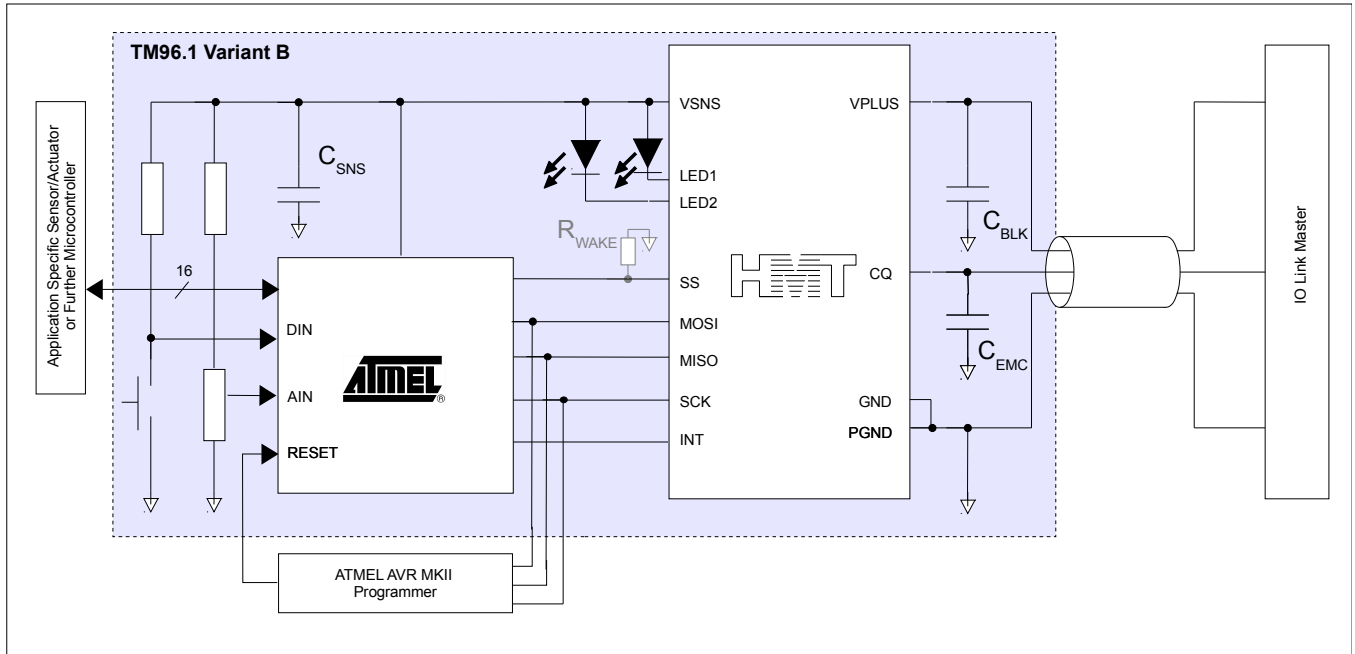 TM96.1 Variant B
Application Specific Sensor/Actuator
or Further Microcontroller
16
C SNS
DIN
AIN
RESET
ATMEL
®
R WAKE
VSNS
LED1
LED2
SS
MOSI
MISO
SCK
INT
HMT
VPLUS
CQ
GND
PGND
C BLK
C EMC
IO Link Master
ATMEL AVR MKII
Programmer